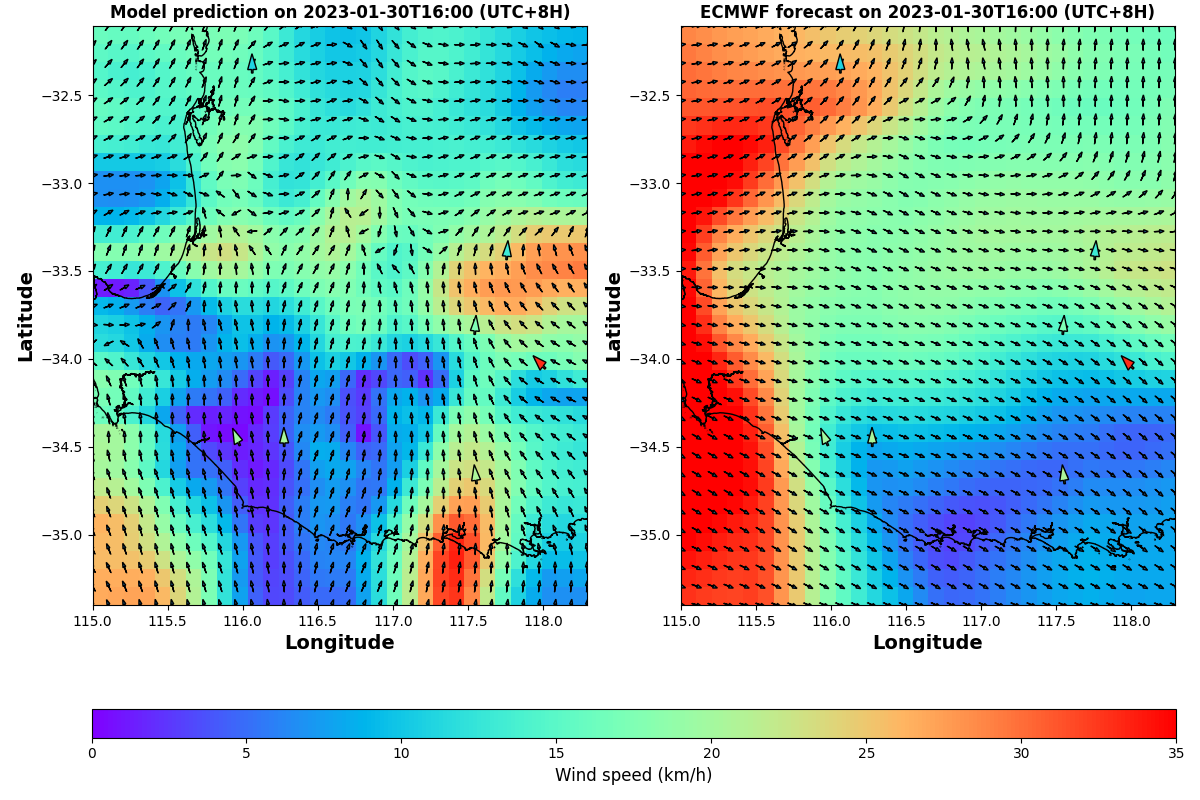 Model prediction on 2023-01-30T16:00 (UTC+8H)
ECMWF forecast on 2023-01-30T16:00 (UTC+8H)
Latitude
−32.5
−33.0
−33.5
−34.0
−34.5
−35.0
115.0 115.5 116.0 116.5 117.0 117.5 118.0
Longitude
Latitude
−32.5
−33.0
−33.5
−34.0
−34.5
−35.0
115.0 115.5 116.0 116.5 117.0 117.5 118.0
Longitude
0 5 10 15 20 25 30 35
Wind speed (km/h)